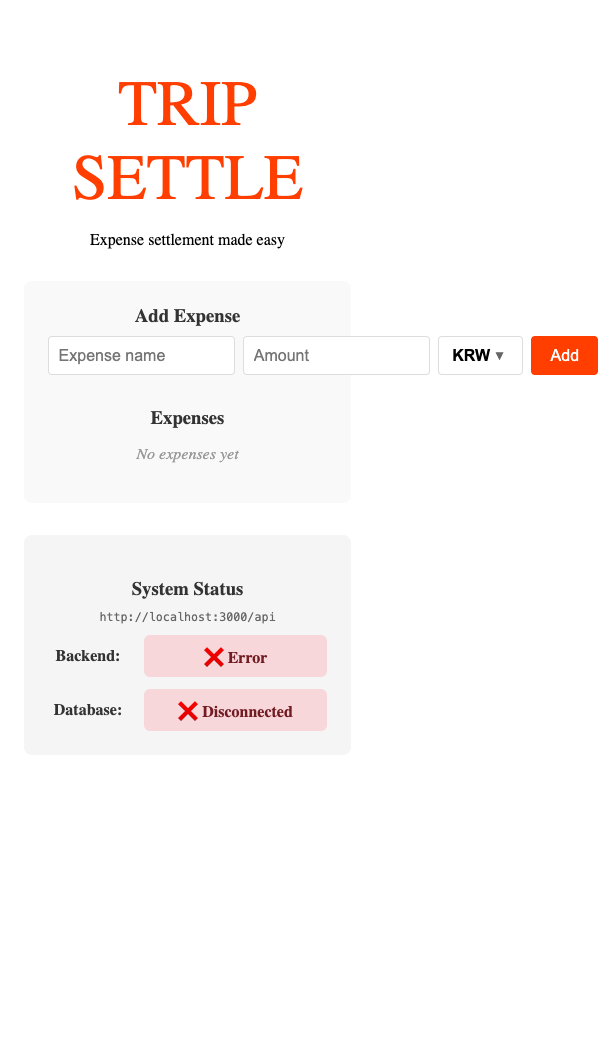 TRIP
SETTLE
Expense settlement made easy
Add Expense
Expense name Amount KRW ▼ Add
Expenses
No expenses yet
System Status
http://localhost:3000/api
Backend: ❌ Error
Database: ❌ Disconnected